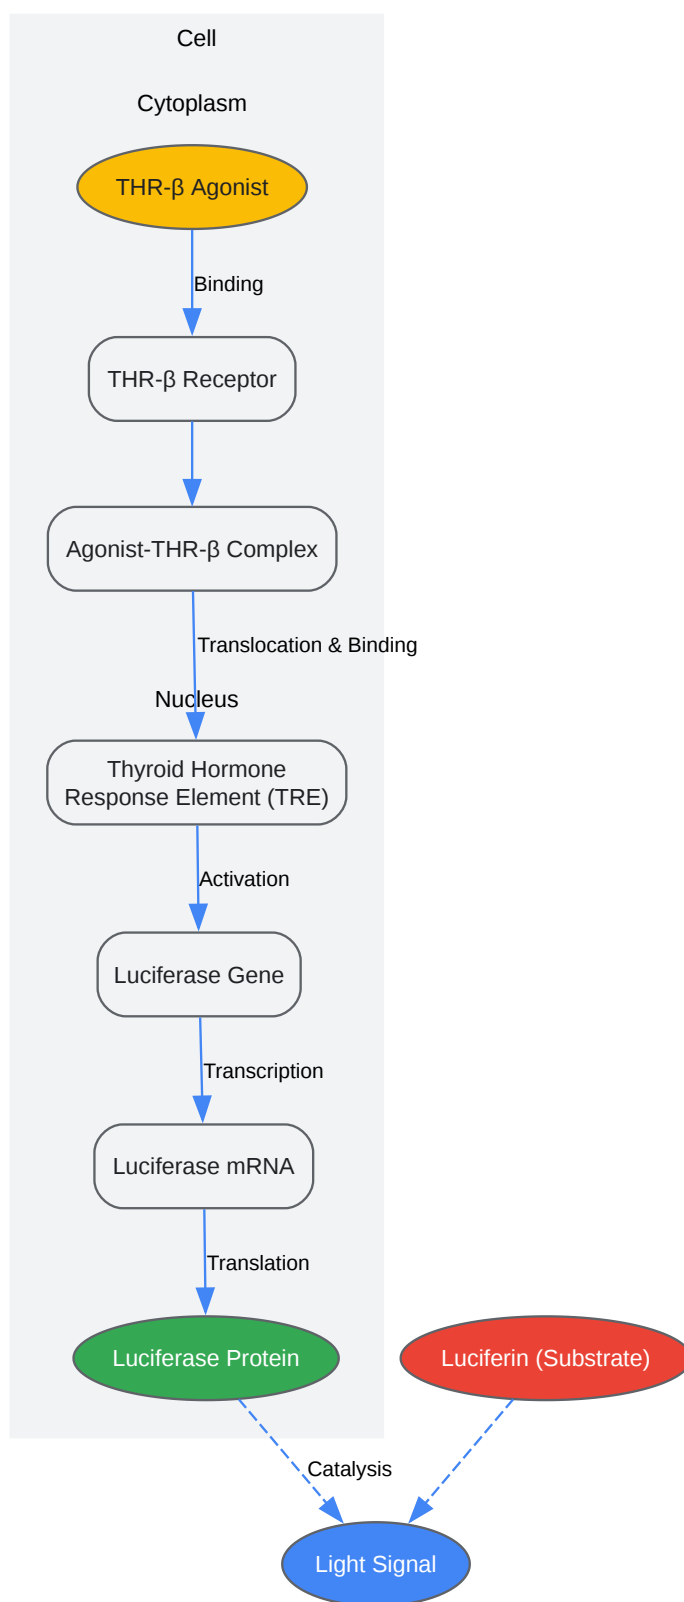 Cell
Cytoplasm
THR-β Agonist
Binding
THR-β Receptor
Agonist-THR-β Complex
Translocation & Binding
Nucleus
Thyroid Hormone
Response Element (TRE)
Activation
Luciferase Gene
Transcription
Luciferase mRNA
Translation
Luciferase Protein
Luciferin (Substrate)
Catalysis
Light Signal